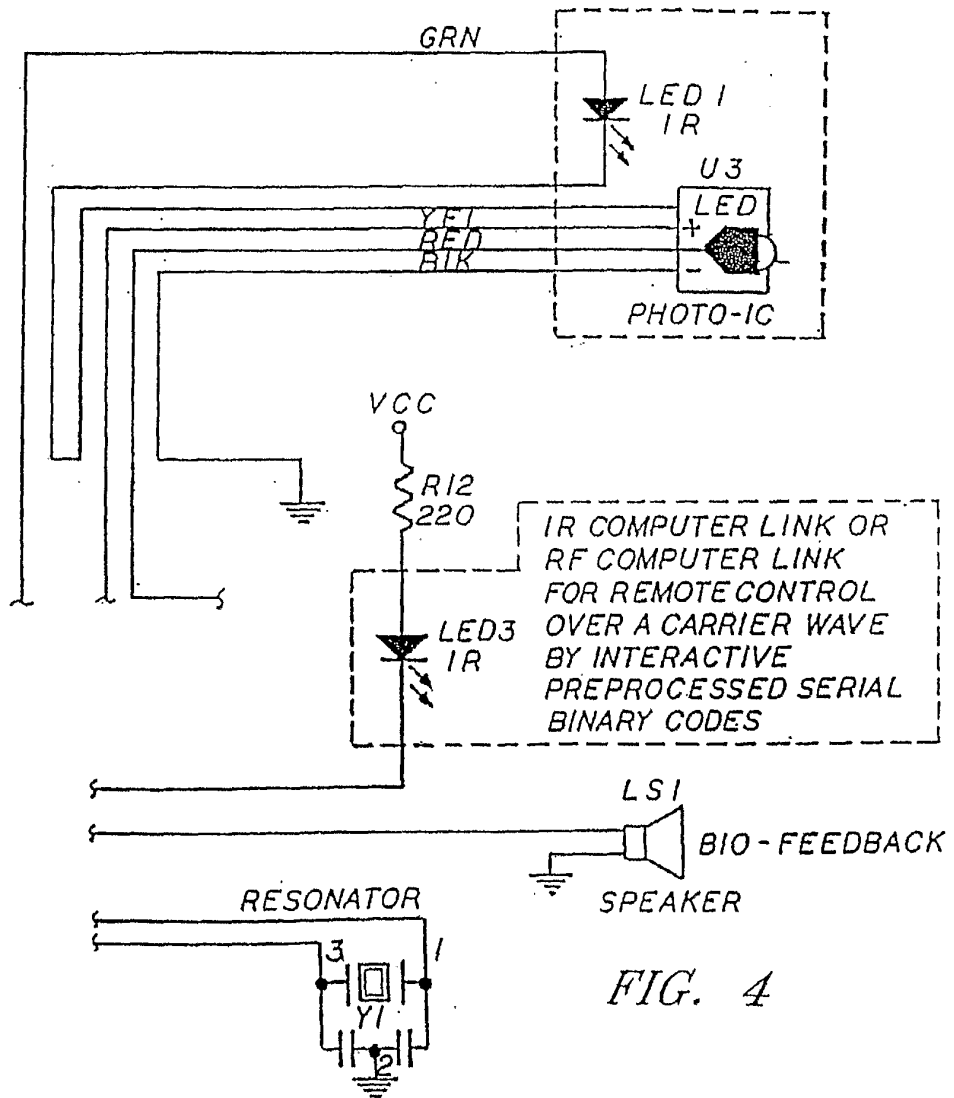 GRN
LED 1
IR
U3
LED
YEL
+
RED
BLK
-
PHOTO-IC
VCC
R12
220
IR COMPUTER LINK OR
RF COMPUTER LINK
FOR REMOTE CONTROL
OVER A CARRIER WAVE
BY INTERACTIVE
PREPROCESSED SERIAL
BINARY CODES
LED3
IR
LS1
BIO-FEEDBACK
SPEAKER
RESONATOR
3
1
Y1
2
FIG. 4